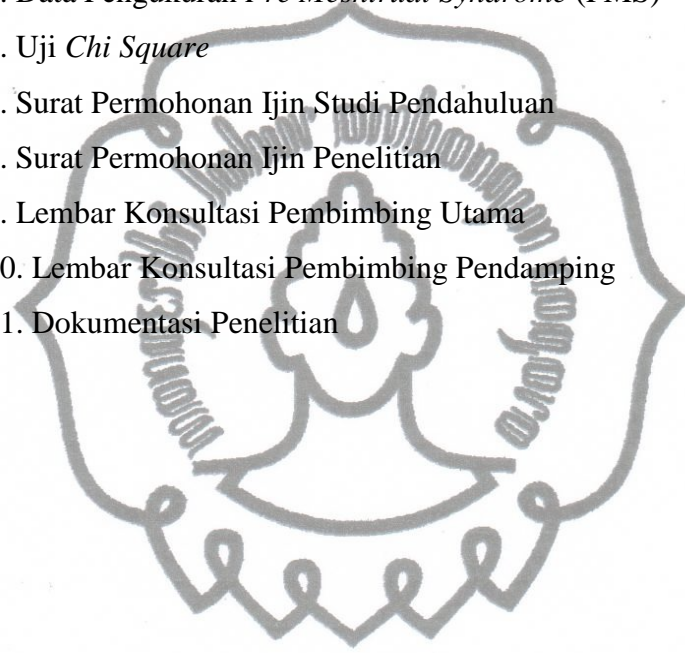 . Data Pengukuran Pre Menstrual Syndrome (PMS)
. Uji Chi Square
. Surat Permohonan Ijin Studi Pendahuluan
. Surat Permohonan Ijin Penelitian
. Lembar Konsultasi Pembimbing Utama
0. Lembar Konsultasi Pembimbing Pendamping
1. Dokumentasi Penelitian